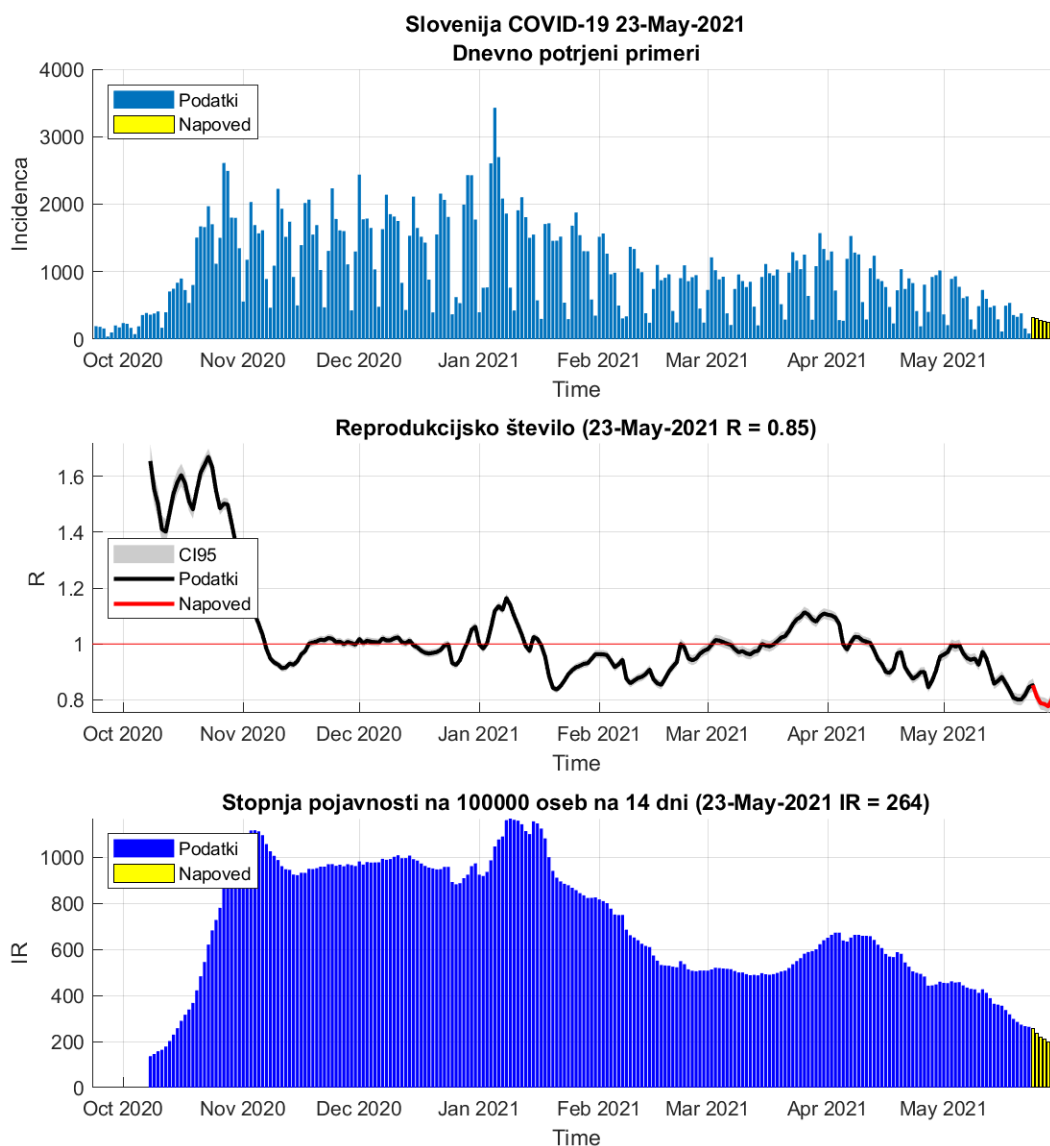 Slovenija COVID-19 23-May-2021
Dnevno potrjeni primeri
4000
3000
2000
1000
0
Incidenca
Podatki
Napoved
Oct 2020 Nov 2020 Dec 2020 Jan 2021 Feb 2021 Mar 2021 Apr 2021 May 2021
Time
Reprodukcijsko število (23-May-2021 R = 0.85)
1.6
1.4
1.2
1
0.8
R
CI95
Podatki
Napoved
Oct 2020 Nov 2020 Dec 2020 Jan 2021 Feb 2021 Mar 2021 Apr 2021 May 2021
Time
Stopnja pojavnosti na 100000 oseb na 14 dni (23-May-2021 IR = 264)
1000
800
600
400
200
0
IR
Podatki
Napoved
Oct 2020 Nov 2020 Dec 2020 Jan 2021 Feb 2021 Mar 2021 Apr 2021 May 2021
Time